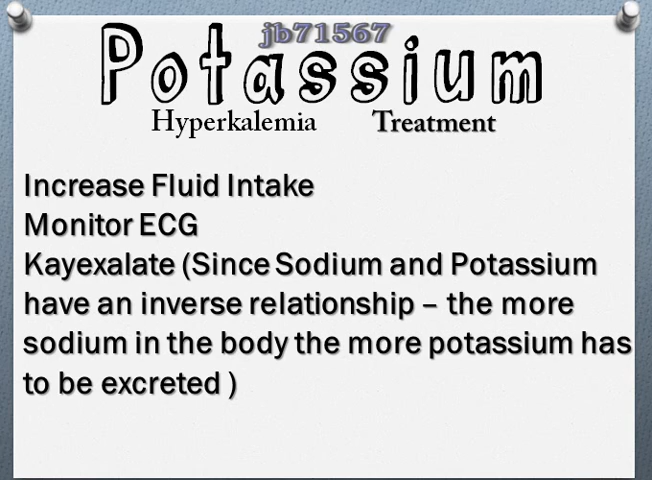 jb71567
Potassium
Hyperkalemia Treatment
Increase Fluid Intake
Monitor ECG
Kayexalate (Since Sodium and Potassium
have an inverse relationship – the more
sodium in the body the more potassium has
to be excreted )